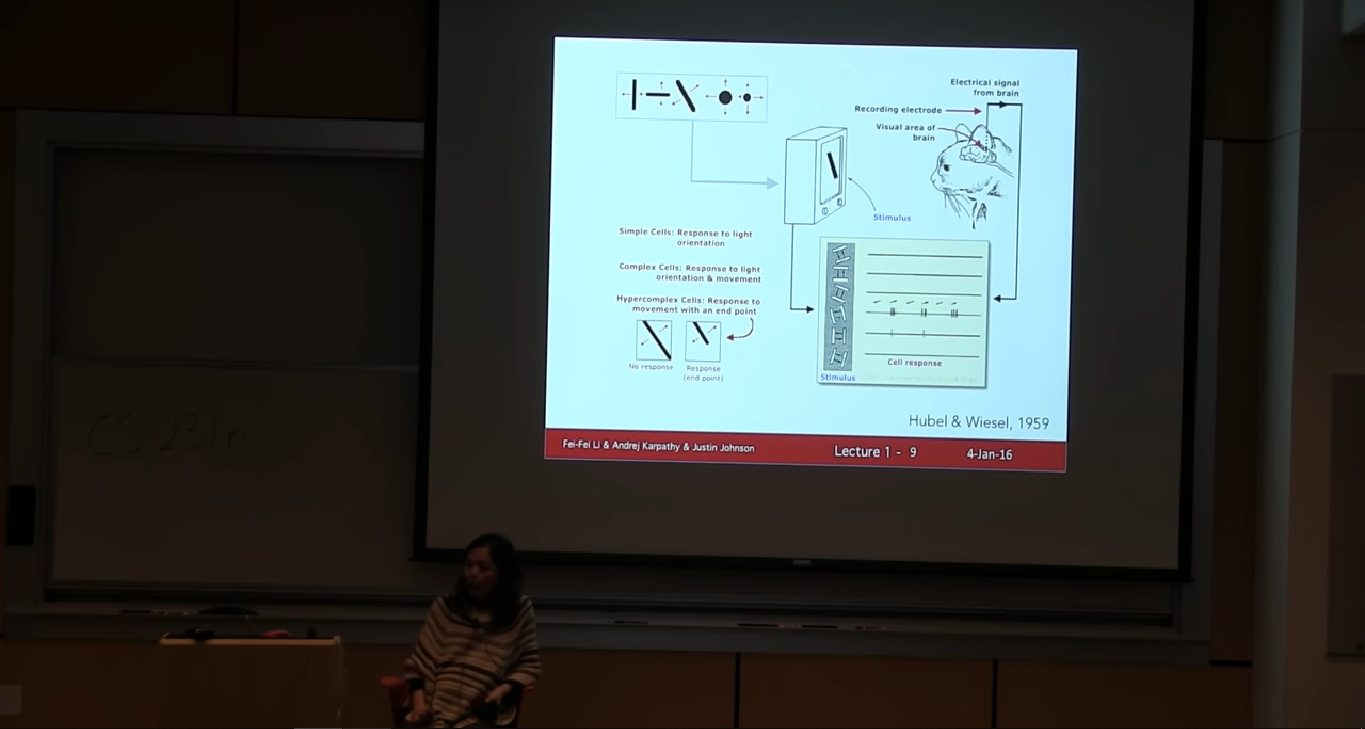 Electrical signal
from brain
Recording electrode
Visual area of
brain
Stimulus
Simple Cells: Response to light
orientation
Complex Cells: Response to light
orientation & movement
Hypercomplex Cells: Response to
movement with an end point
No response
Response
(end point)
Cell response
Stimulus
Hubel & Wiesel, 1959
Fei-Fei Li & Andrej Karpathy & Justin Johnson
Lecture 1 - 9
4-Jan-16
CS231n